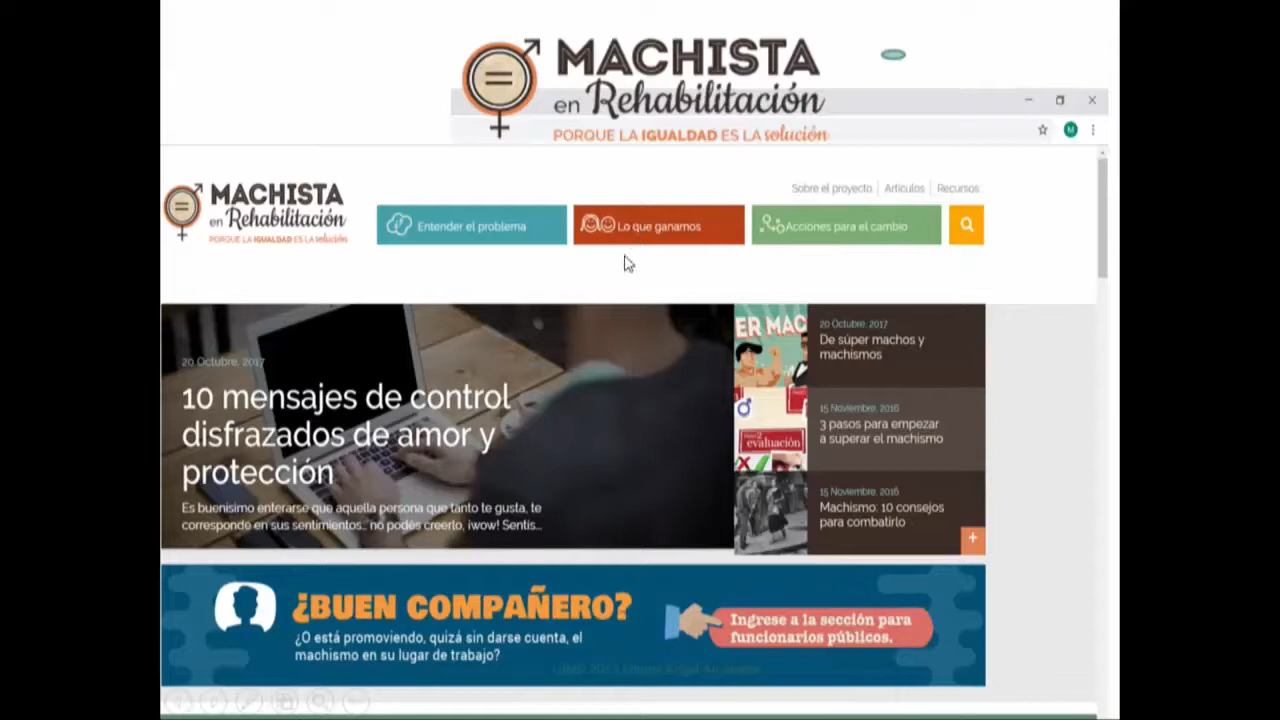 MACHISTA
en Rehabilitación
PORQUE LA IGUALDAD ES LA solución
M
MACHISTA
en Rehabilitación
PORQUE LA IGUALDAD ES LA solución
Sobre el proyecto
Artículos
Recursos
Entender el problema
Lo que ganamos
Acciones para el cambio
20 Octubre, 2017
10 mensajes de control
disfrazados de amor y
protección
Es buenísimo enterarse que aquella persona que tanto te gusta, te
corresponde en sus sentimientos… no podés creerlo, ¡wow! Sentís…
ER MAC
20 Octubre, 2017
De súper machos y
machismos
evaluación
15 Noviembre, 2016
3 pasos para empezar
a superar el machismo
15 Noviembre, 2016
Machismo: 10 consejos
para combatirlo
+
¿BUEN COMPAÑERO?
¿O está promoviendo, quizá sin darse cuenta, el
machismo en su lugar de trabajo?
Ingrese a la sección para
funcionarios públicos.